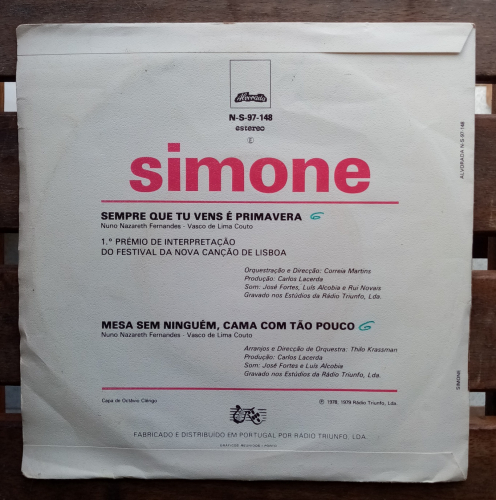 Alvorada
N-S-97-148
estereo
E
simone
SEMPRE QUE TU VENS É PRIMAVERA
Nuno Nazareth Fernandes - Vasco de Lima Couto
1.º PRÉMIO DE INTERPRETAÇÃO
DO FESTIVAL DA NOVA CANÇÃO DE LISBOA
Orquestração e Direcção: Correia Martins
Produção: Carlos Lacerda
Som: José Fortes, Luís Alcobia e Rui Novais
Gravado nos Estúdios da Rádio Triunfo, Lda.
MESA SEM NINGUÉM, CAMA COM TÃO POUCO
Nuno Nazareth Fernandes - Vasco de Lima Couto
Arranjos e Direcção de Orquestra: Thilo Krassman
Produção: Carlos Lacerda
Som: José Fortes e Luís Alcobia
Gravado nos Estúdios da Rádio Triunfo, Lda.
Capa de Octávio Clérigo
℗ 1978, 1979 Rádio Triunfo, Lda.
FABRICADO E DISTRIBUÍDO EM PORTUGAL POR RÁDIO TRIUNFO, LDA.
ALVORADA N-S-97-148
SIMONE